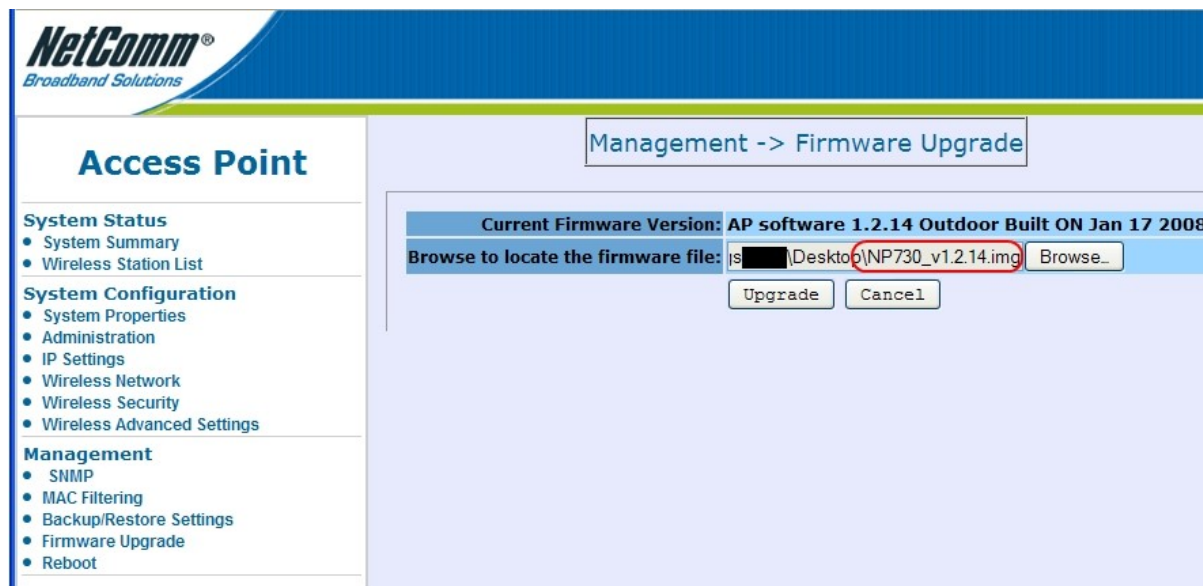 NetComm®
Broadband Solutions
Access Point
System Status
System Summary
Wireless Station List
System Configuration
System Properties
Administration
IP Settings
Wireless Network
Wireless Security
Wireless Advanced Settings
Management
SNMP
MAC Filtering
Backup/Restore Settings
Firmware Upgrade
Reboot
Management -> Firmware Upgrade
Current Firmware Version: AP software 1.2.14 Outdoor Built ON Jan 17 2008
Browse to locate the firmware file: \Desktop\NP730_v1.2.14.img Browse...
Upgrade Cancel